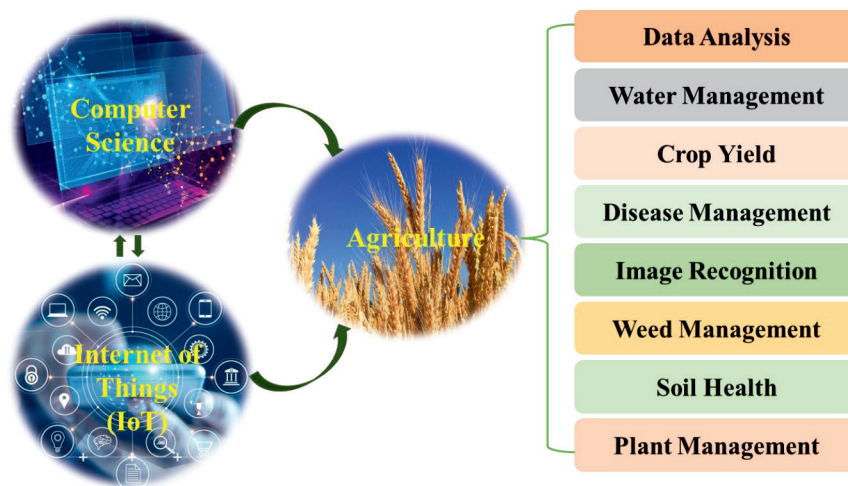 Computer
Science
Internet of
Things
(IoT)
Agriculture
Data Analysis
Water Management
Crop Yield
Disease Management
Image Recognition
Weed Management
Soil Health
Plant Management